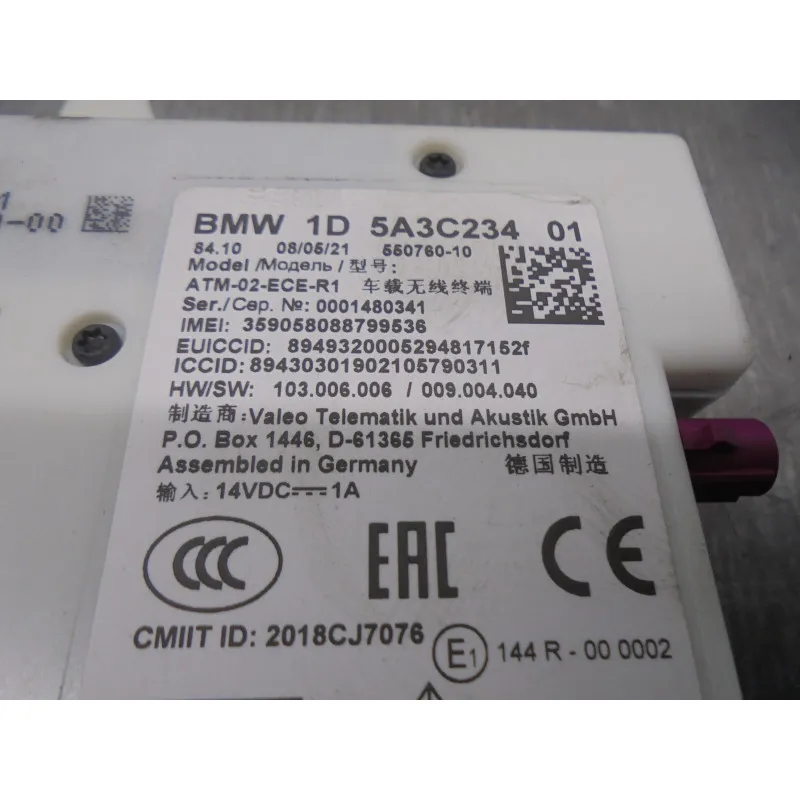 1
-00
BMW 1D 5A3C234 01
84.10 08/05/21 550760-10
Model /Модель / 型号:
ATM-02-ECE-R1 车载无线终端
Ser./Сер. №: 0001480341
IMEI: 359058088799536
EUICCID: 8949320005294817152f
ICCID: 89430301902105790311
HW/SW: 103.006.006 / 009.004.040
制造商: Valeo Telematik und Akustik GmbH
P.O. Box 1446, D-61365 Friedrichsdorf
Assembled in Germany 德国制造
输入: 14VDC⎓1A
CCC EAC CE
CMIIT ID: 2018CJ7076 E1 144 R - 00 0002